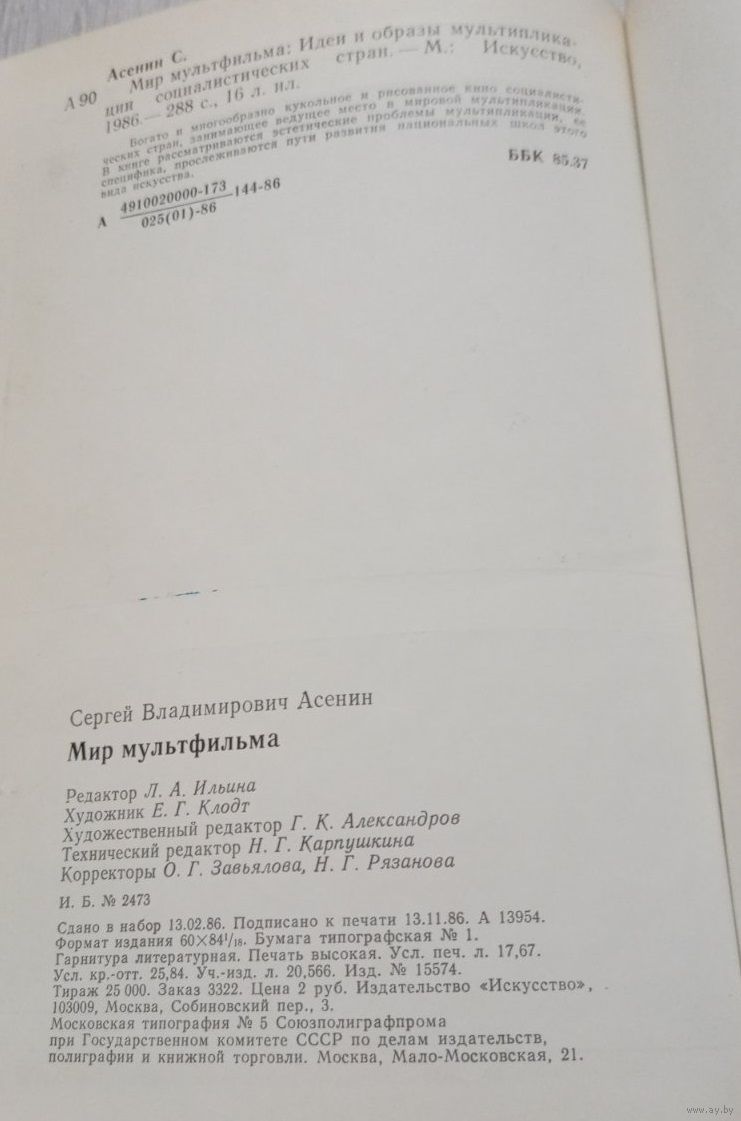 Асенин С.
А 90 Мир мультфильма: Идеи и образы мультиплика-
ции социалистических стран. — М.: Искусство,
1986. — 288 с., 16 л. ил.
Богато и многообразно кукольное и рисованное кино социалисти-
ческих стран, занимающее ведущее место в мировой мультипликации.
В книге рассматриваются эстетические проблемы мультипликации, ее
специфика, прослеживаются пути развития национальных школ этого
вида искусства.
А 4910020000-173 144-86
025(01)-86
ББК 85.37
Сергей Владимирович Асенин
Мир мультфильма
Редактор Л. А. Ильина
Художник Е. Г. Клодт
Художественный редактор Г. К. Александров
Технический редактор Н. Г. Карпушкина
Корректоры О. Г. Завьялова, Н. Г. Рязанова
И. Б. № 2473
Сдано в набор 13.02.86. Подписано к печати 13.11.86. А 13954.
Формат издания 60×84¹/₁₈. Бумага типографская № 1.
Гарнитура литературная. Печать высокая. Усл. печ. л. 17,67.
Усл. кр.-отт. 25,84. Уч.-изд. л. 20,566. Изд. № 15574.
Тираж 25 000. Заказ 3322. Цена 2 руб. Издательство «Искусство»,
103009, Москва, Собиновский пер., 3.
Московская типография № 5 Союзполиграфпрома
при Государственном комитете СССР по делам издательств,
полиграфии и книжной торговли. Москва, Мало-Московская, 21.
www.ay.by